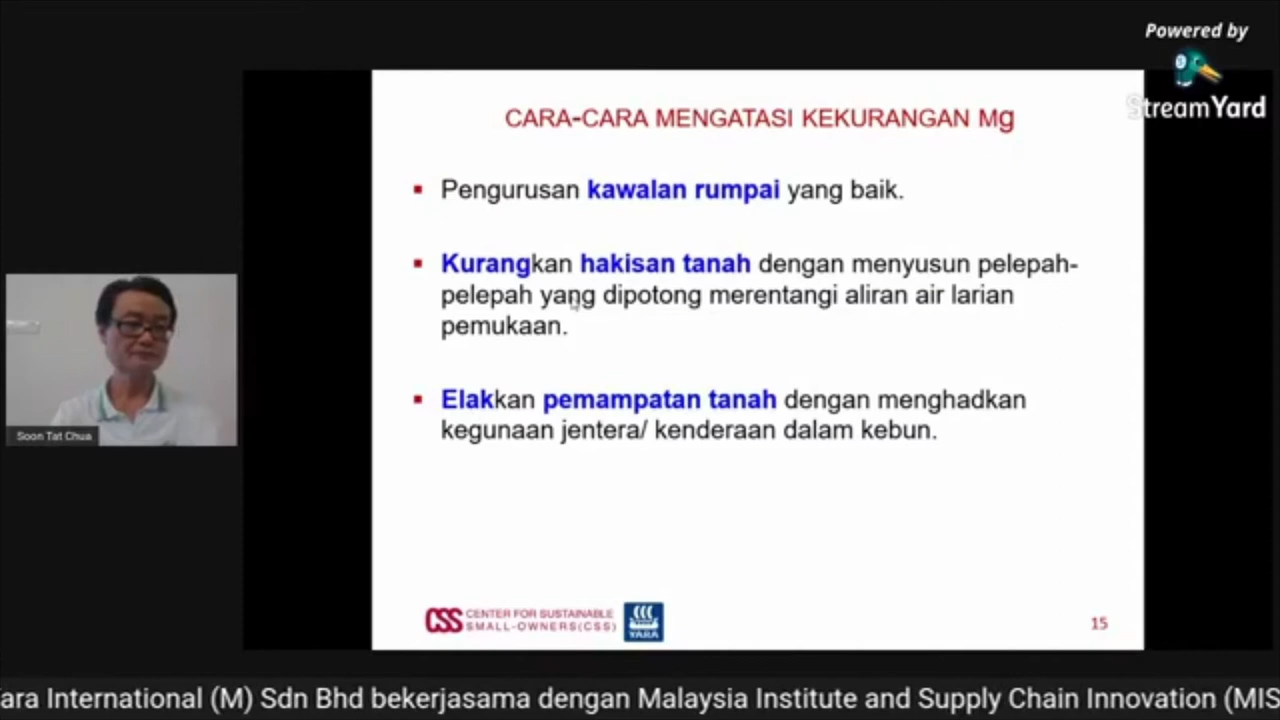 Powered by
StreamYard
CARA-CARA MENGATASI KEKURANGAN Mg
▪ Pengurusan kawalan rumpai yang baik.
▪ Kurangkan hakisan tanah dengan menyusun pelepah-
pelepah yang dipotong merentangi aliran air larian
pemukaan.
▪ Elakkan pemampatan tanah dengan menghadkan
kegunaan jentera/ kenderaan dalam kebun.
Soon Tat Chua
CSS CENTER FOR SUSTAINABLE
SMALL-OWNERS(CSS)
YARA
15
ara International (M) Sdn Bhd bekerjasama dengan Malaysia Institute and Supply Chain Innovation (MIS